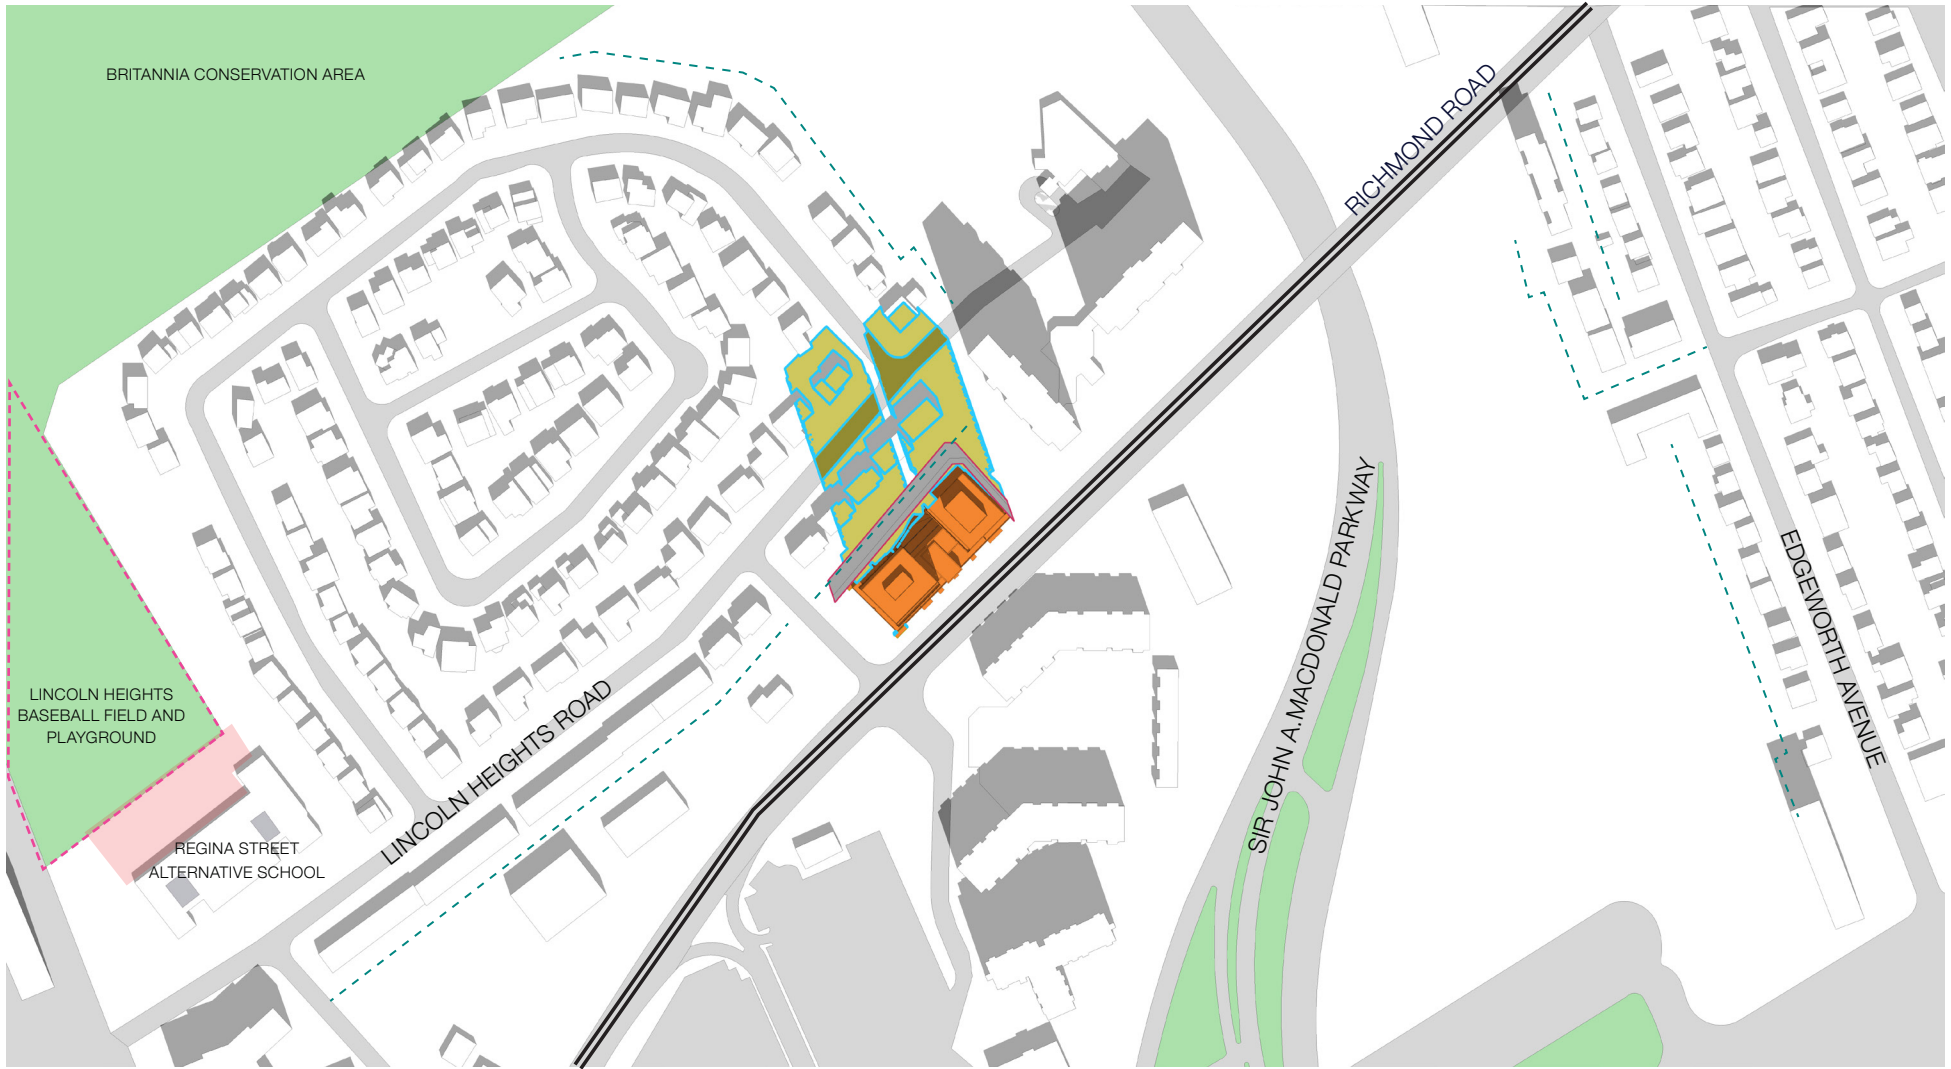 BRITANNIA CONSERVATION AREA
RICHMOND ROAD
SIR JOHN A.MACDONALD PARKWAY
EDGEWORTH AVENUE
LINCOLN HEIGHTS
BASEBALL FIELD AND
PLAYGROUND
LINCOLN HEIGHTS ROAD
REGINA STREET
ALTERNATIVE SCHOOL